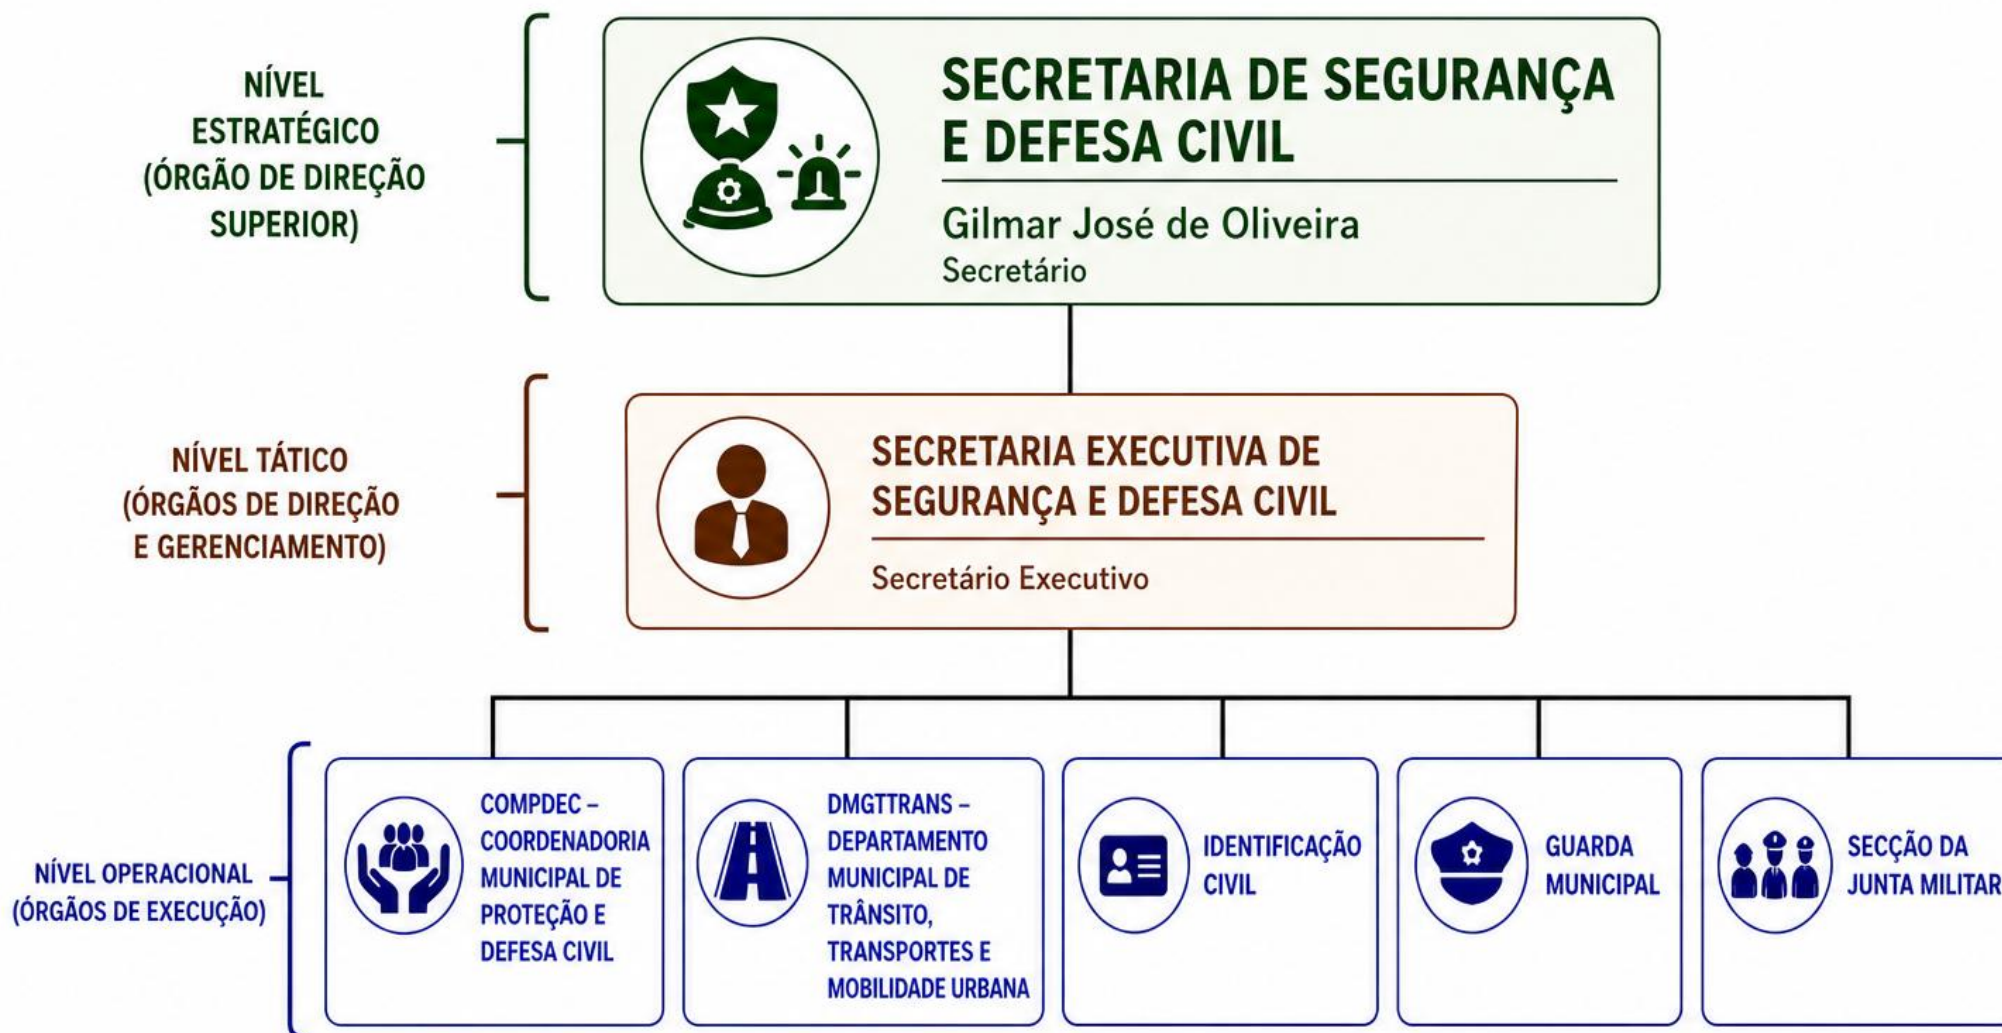 NÍVEL
ESTRATÉGICO
(ÓRGÃO DE DIREÇÃO
SUPERIOR)
SECRETARIA DE SEGURANÇA
E DEFESA CIVIL
Gilmar José de Oliveira
Secretário
NÍVEL TÁTICO
(ÓRGÃOS DE DIREÇÃO
E GERENCIAMENTO)
SECRETARIA EXECUTIVA DE
SEGURANÇA E DEFESA CIVIL
Secretário Executivo
NÍVEL OPERACIONAL
(ÓRGÃOS DE EXECUÇÃO)
COMPDEC –
COORDENADORIA
MUNICIPAL DE
PROTEÇÃO E
DEFESA CIVIL
DMGTTRANS –
DEPARTAMENTO
MUNICIPAL DE
TRÂNSITO,
TRANSPORTES E
MOBILIDADE URBANA
IDENTIFICAÇÃO
CIVIL
GUARDA
MUNICIPAL
SECÇÃO DA
JUNTA MILITAR